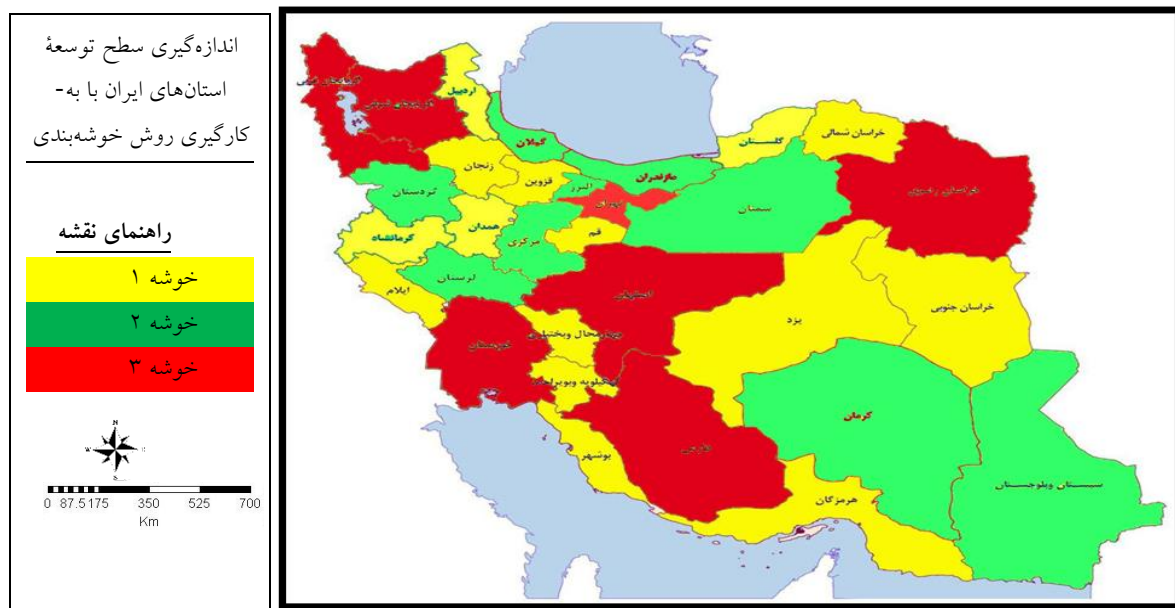 اندازه‌گیری سطح توسعهٔ
استان‌های ایران با به-
کارگیری روش خوشه‌بندی
راهنمای نقشه
خوشه ۱
خوشه ۲
خوشه ۳
N
W
S
0 87.5 175 350 525 700
Km
اردبیل
گیلان
مازندران
گلستان
خراسان شمالی
خراسان رضوی
زنجان
قزوین
البرز
تهران
سمنان
کردستان
همدان
مرکزی
قم
کرمانشاه
لرستان
ایلام
اصفهان
یزد
خراسان جنوبی
خوزستان
چهارمحال وبختیاری
کهگیلویه وبویراحمد
کرمان
فارس
بوشهر
هرمزگان
سیستان وبلوچستان